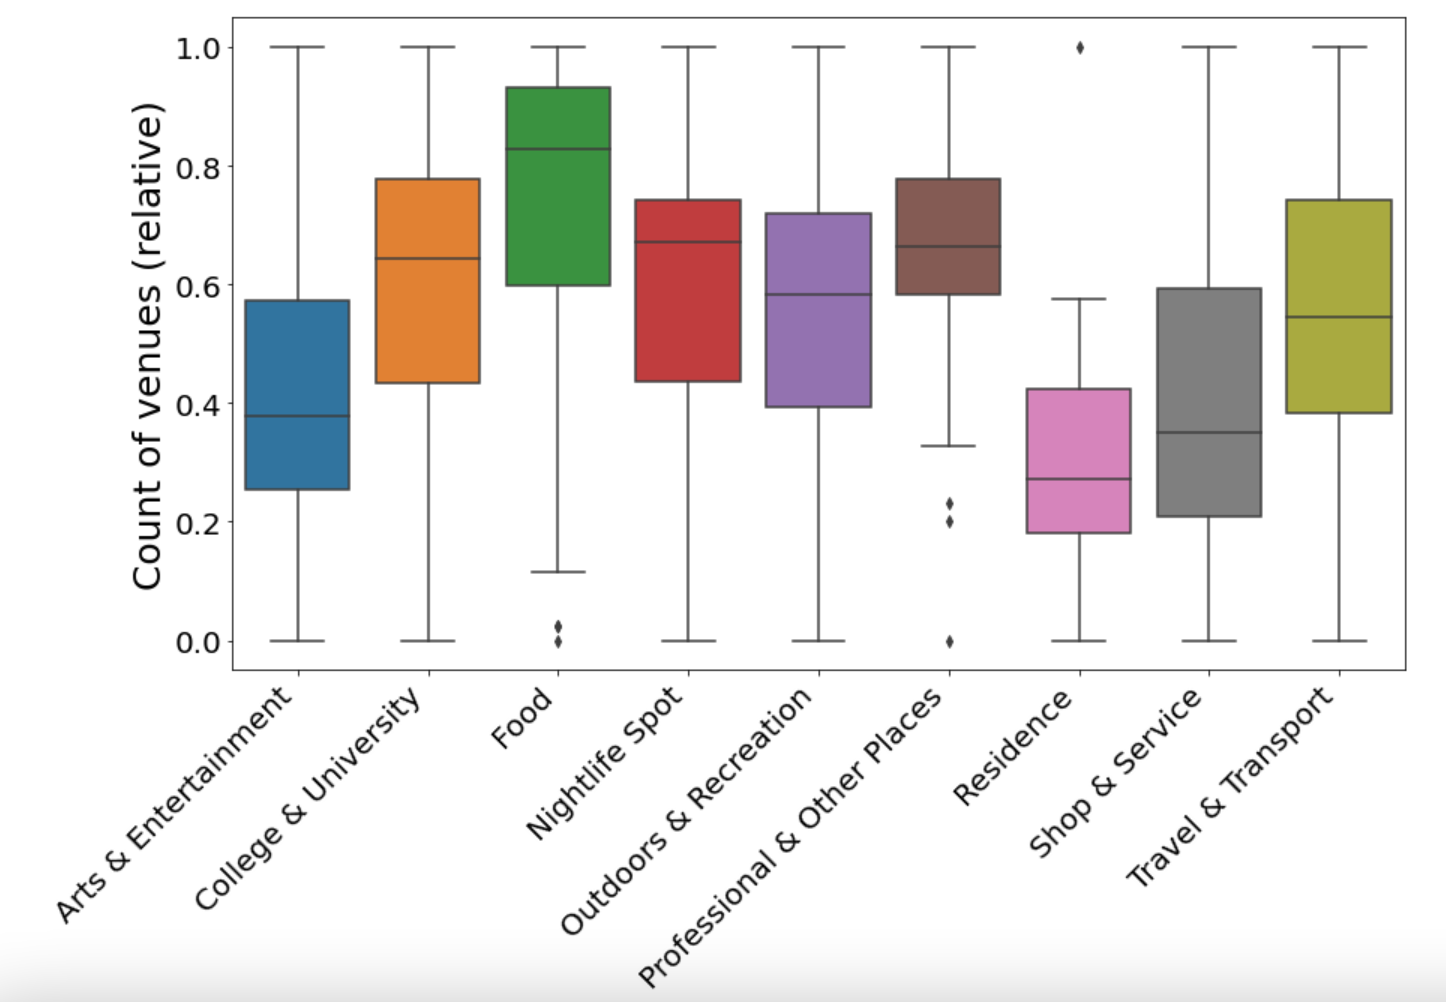 Count of venues (relative)
1.0
0.8
0.6
0.4
0.2
0.0
Arts & Entertainment
College & University
Food
Nightlife Spot
Outdoors & Recreation
Professional & Other Places
Residence
Shop & Service
Travel & Transport